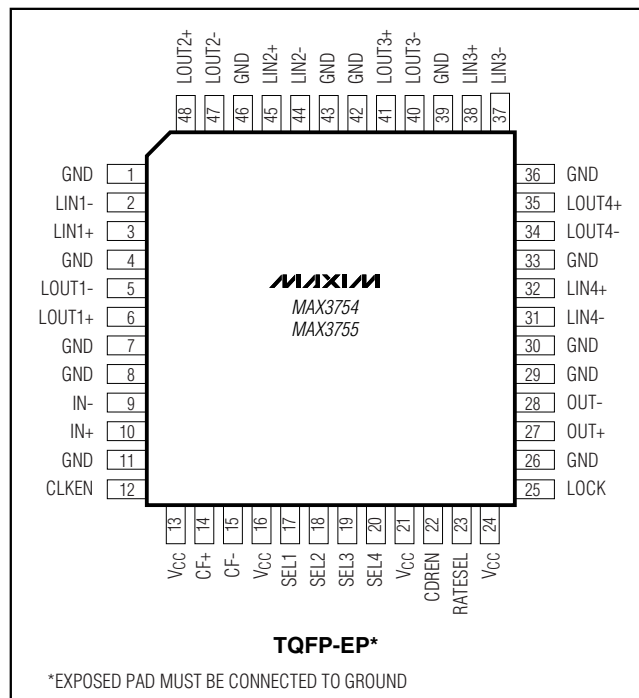 LOUT2+ LOUT2- GND LIN2+ LIN2- GND GND LOUT3+ LOUT3- GND LIN3+ LIN3-
48 47 46 45 44 43 42 41 40 39 38 37
GND 1 36 GND
LIN1- 2 35 LOUT4+
LIN1+ 3 34 LOUT4-
GND 4 33 GND
LOUT1- 5 MAXIM 32 LIN4+
LOUT1+ 6 MAX3754 31 LIN4-
GND 7 MAX3755 30 GND
GND 8 29 GND
IN- 9 28 OUT-
IN+ 10 27 OUT+
GND 11 26 GND
CLKEN 12 25 LOCK
13 14 15 16 17 18 19 20 21 22 23 24
VCC CF+ CF- VCC SEL1 SEL2 SEL3 SEL4 VCC CDREN RATESEL VCC
TQFP-EP*
*EXPOSED PAD MUST BE CONNECTED TO GROUND